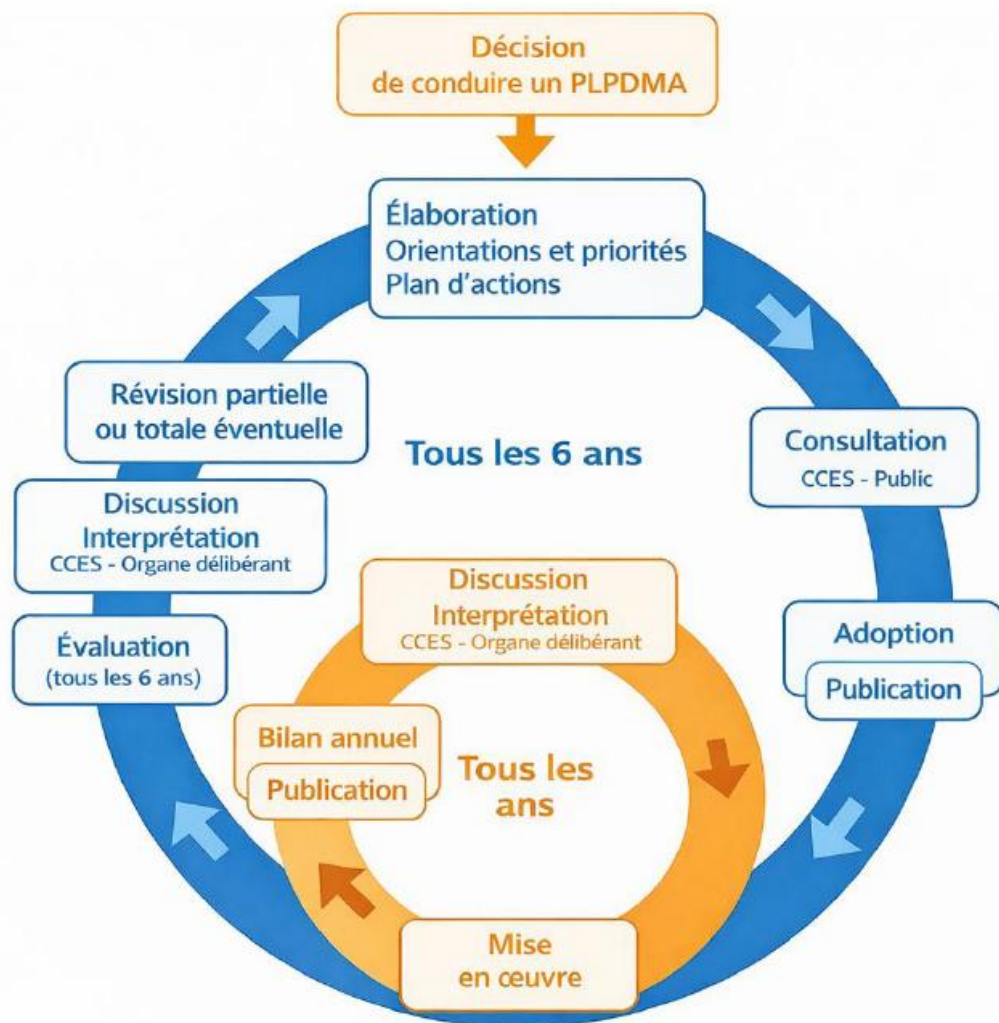 Décision
de conduire un PLPDMA
Élaboration
Orientations et priorités
Plan d'actions
Révision partielle
ou totale éventuelle
Tous les 6 ans
Consultation
CCES - Public
Discussion
Interprétation
CCES - Organe délibérant
Discussion
Interprétation
CCES - Organe délibérant
Évaluation
(tous les 6 ans)
Adoption
Publication
Bilan annuel
Publication
Tous les
ans
Mise
en œuvre